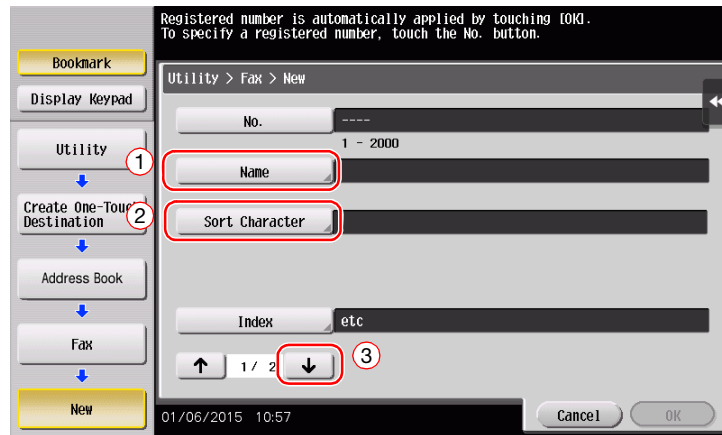 Registered number is automatically applied by touching [OK].
To specify a registered number, touch the No. button.
Bookmark
Display Keypad
Utility
Create One-Touch
Destination
Address Book
Fax
New
Utility > Fax > New
No.
----
1 - 2000
1
Name
2
Sort Character
Index
etc
↑
1/ 2
↓
3
01/06/2015 10:57
Cancel
OK